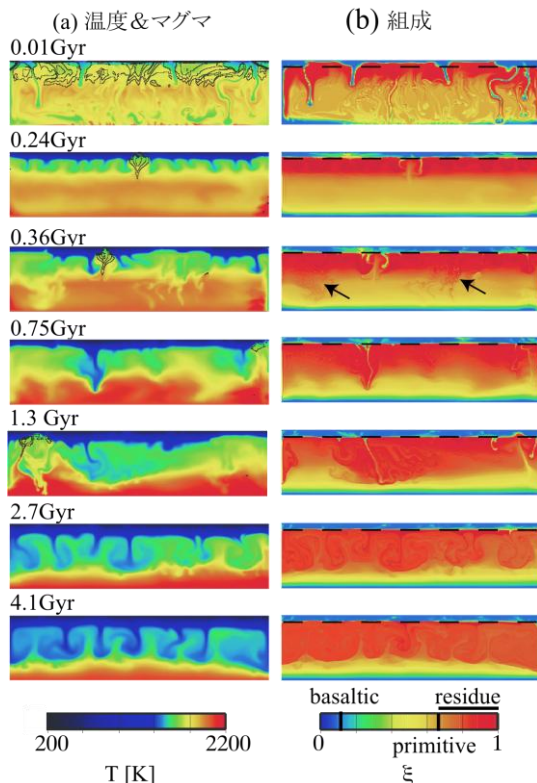 (a) 温度&マグマ
(b) 組成
0.01Gyr
0.24Gyr
0.36Gyr
0.75Gyr
1.3 Gyr
2.7Gyr
4.1Gyr
basaltic residue
200 2200
0 primitive 1
T [K]
ξ